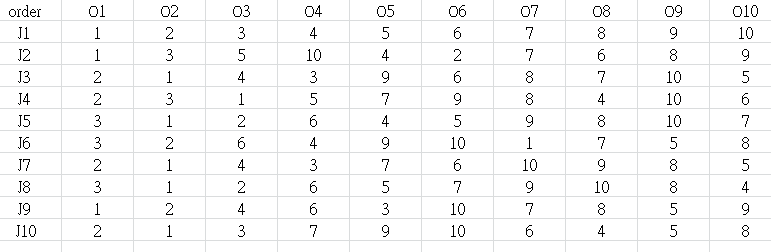 order O1 O2 O3 O4 O5 O6 O7 O8 O9 O10
J1 1 2 3 4 5 6 7 8 9 10
J2 1 3 5 10 4 2 7 6 8 9
J3 2 1 4 3 9 6 8 7 10 5
J4 2 3 1 5 7 9 8 4 10 6
J5 3 1 2 6 4 5 9 8 10 7
J6 3 2 6 4 9 10 1 7 5 8
J7 2 1 4 3 7 6 10 9 8 5
J8 3 1 2 6 5 7 9 10 8 4
J9 1 2 4 6 3 10 7 8 5 9
J10 2 1 3 7 9 10 6 4 5 8